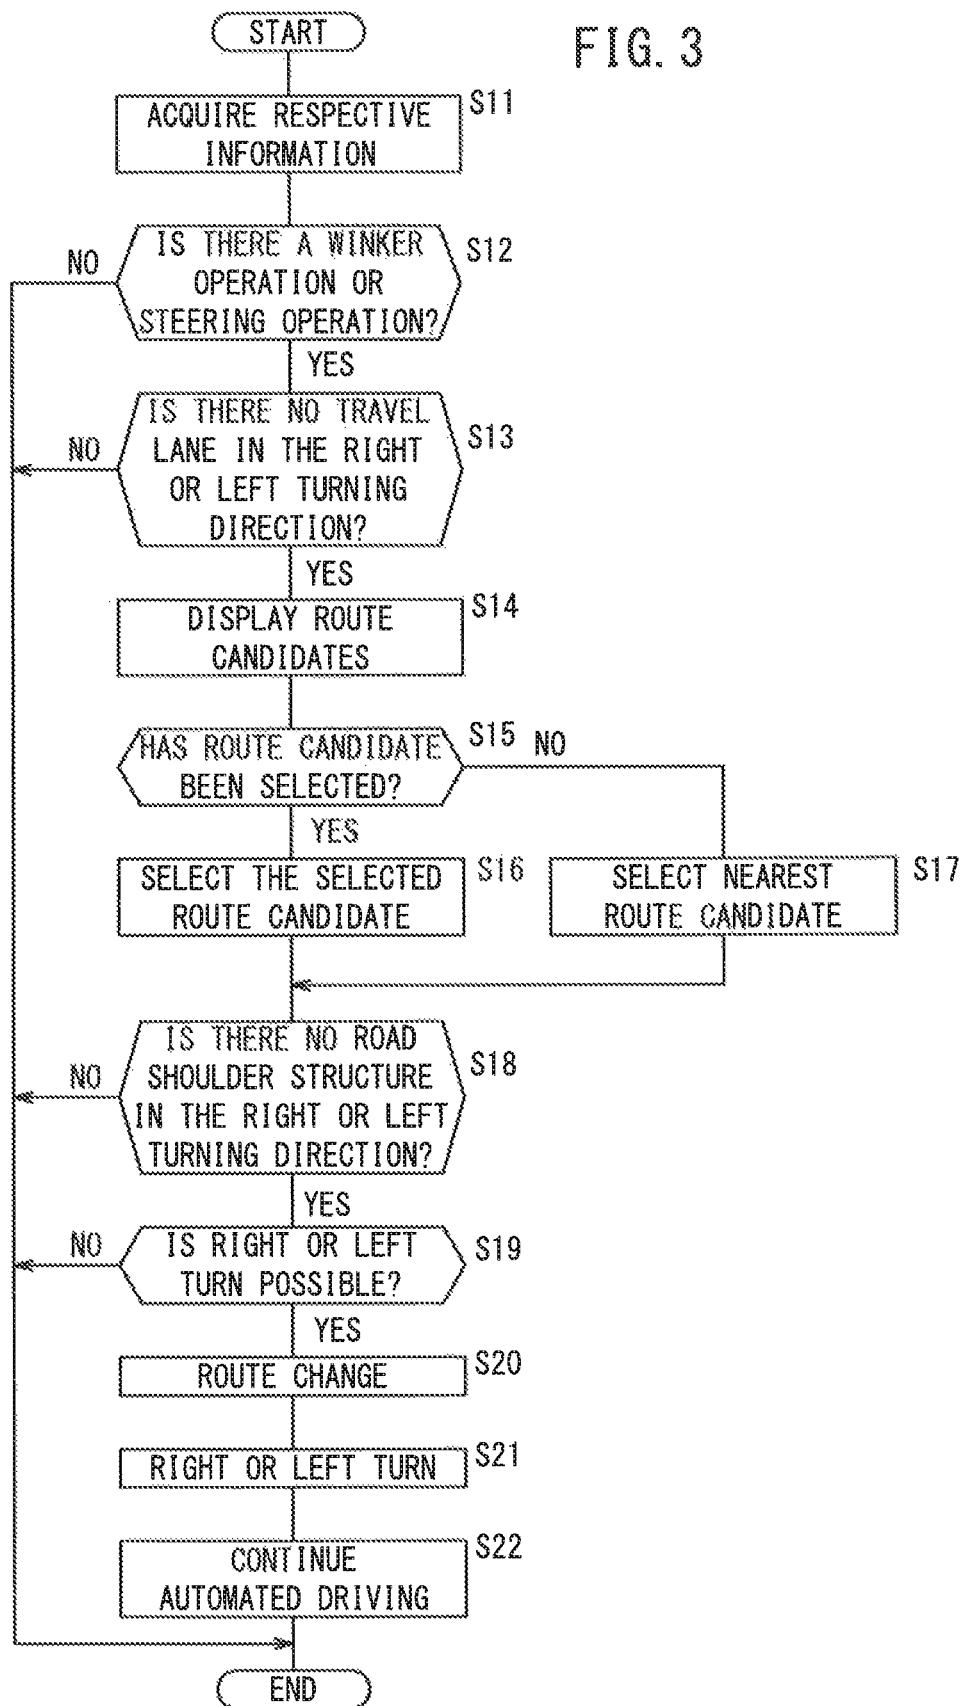 START
FIG. 3
S11
ACQUIRE RESPECTIVE
INFORMATION
S12
IS THERE A WINKER
OPERATION OR
STEERING OPERATION?
NO
YES
S13
IS THERE NO TRAVEL
LANE IN THE RIGHT
OR LEFT TURNING
DIRECTION?
NO
YES
S14
DISPLAY ROUTE
CANDIDATES
S15
HAS ROUTE CANDIDATE
BEEN SELECTED?
NO
YES
S16
SELECT THE SELECTED
ROUTE CANDIDATE
S17
SELECT NEAREST
ROUTE CANDIDATE
S18
IS THERE NO ROAD
SHOULDER STRUCTURE
IN THE RIGHT OR LEFT
TURNING DIRECTION?
NO
YES
S19
IS RIGHT OR LEFT
TURN POSSIBLE?
NO
YES
S20
ROUTE CHANGE
S21
RIGHT OR LEFT TURN
S22
CONTINUE
AUTOMATED DRIVING
END